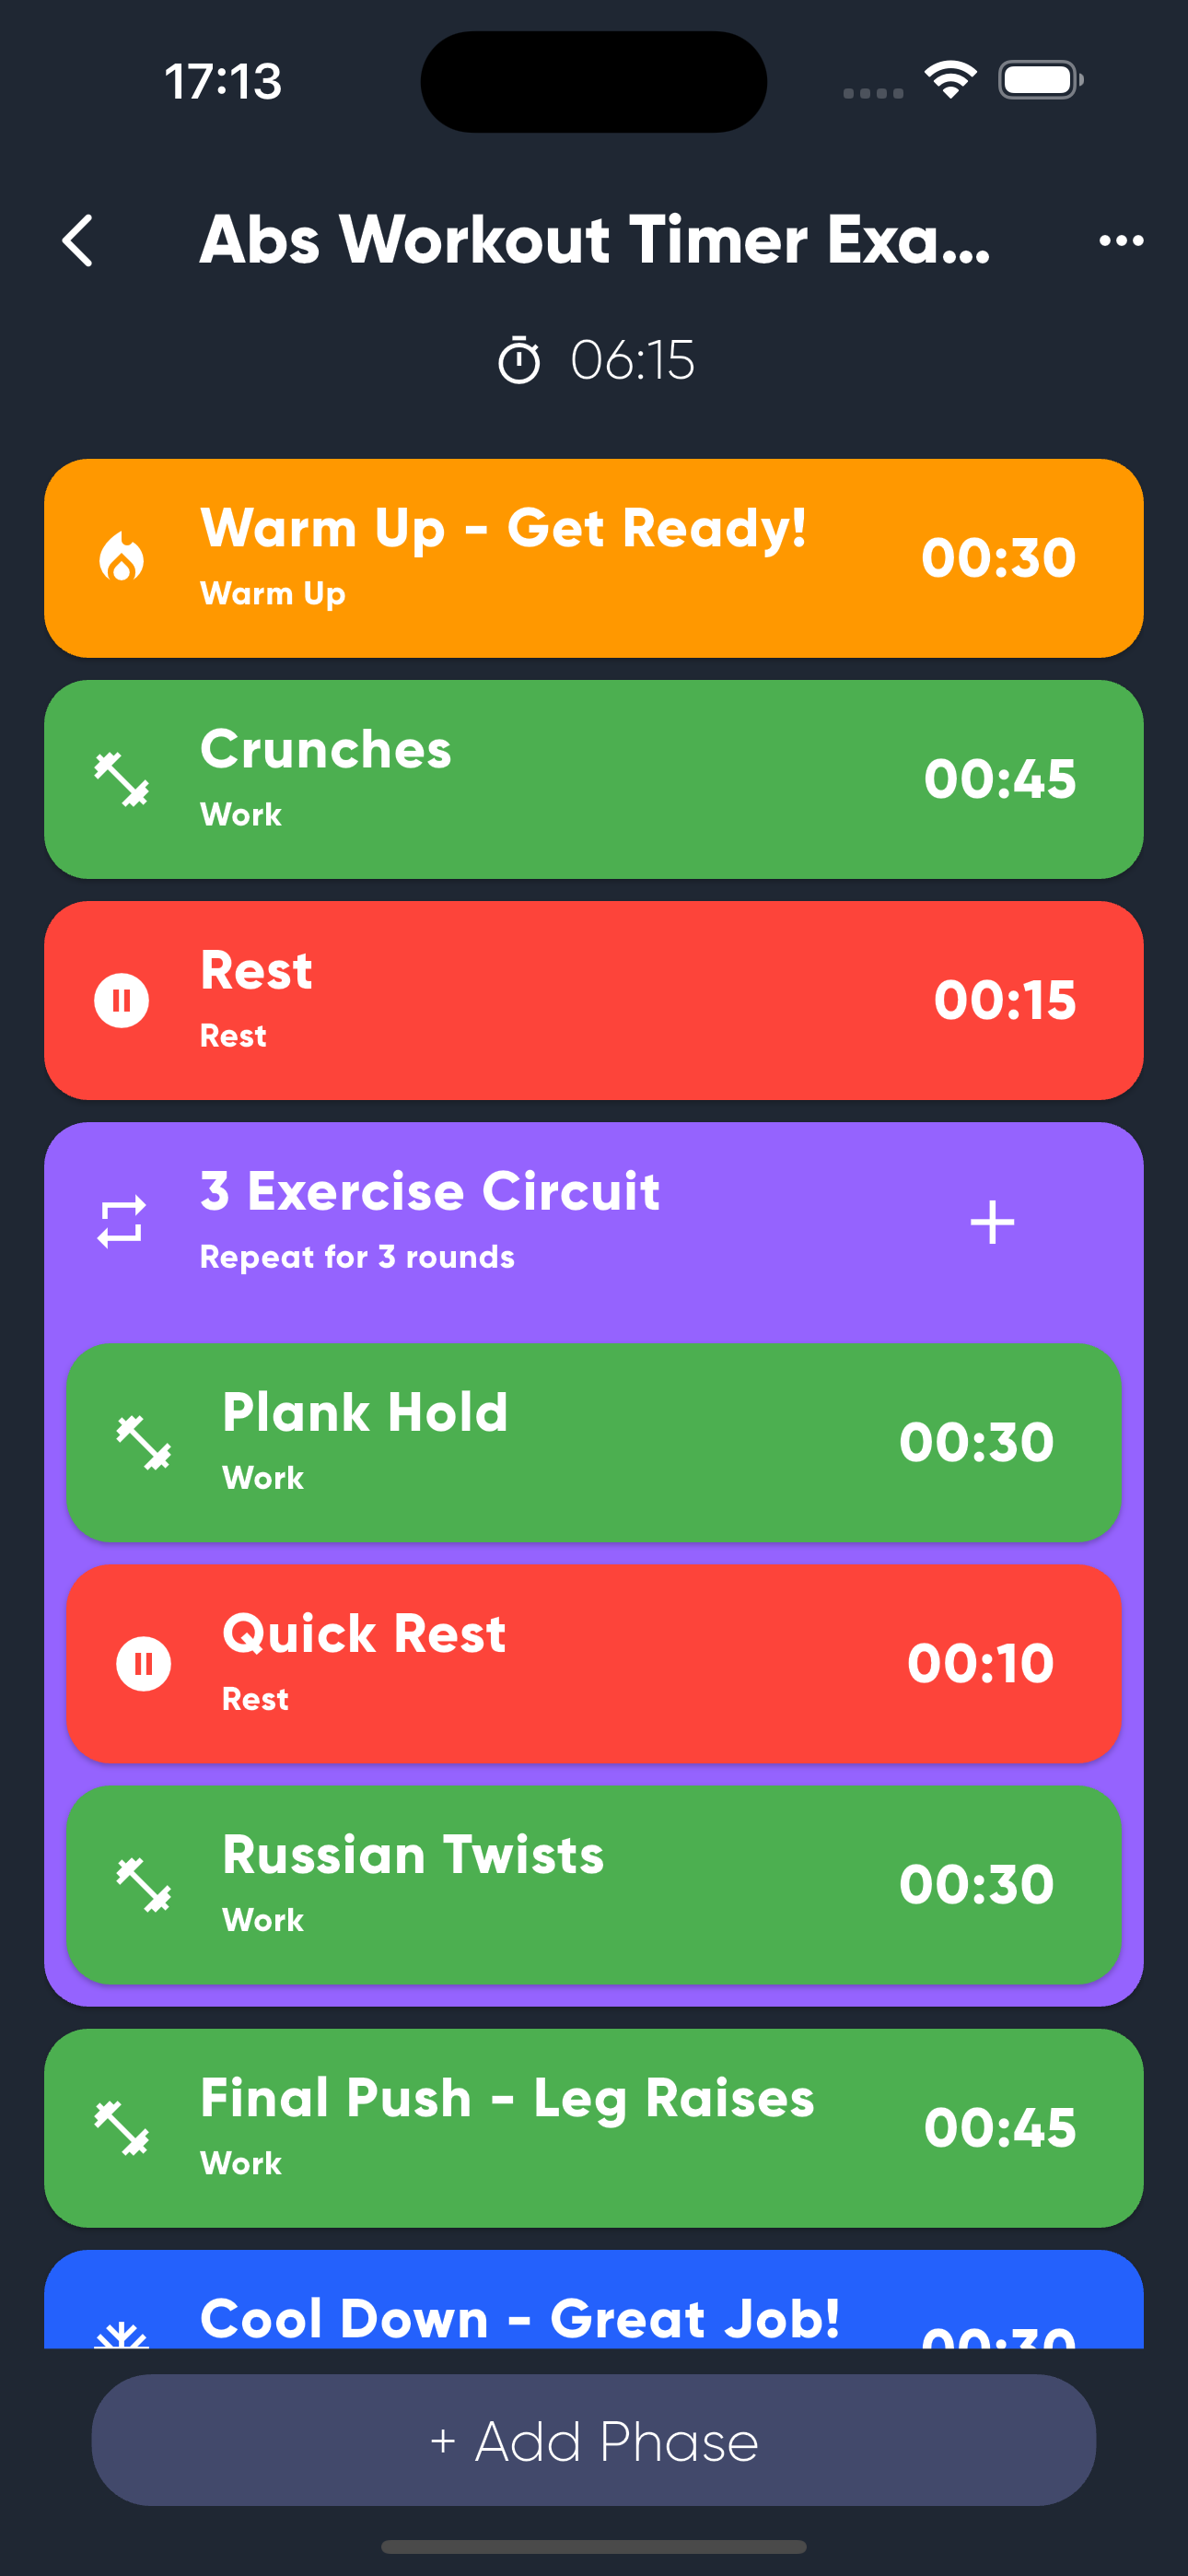 17:13
Abs Workout Timer Exa...
06:15
Warm Up - Get Ready!
00:30
Warm Up
Crunches
00:45
Work
Rest
00:15
Rest
3 Exercise Circuit
Repeat for 3 rounds
Plank Hold
00:30
Work
Quick Rest
00:10
Rest
Russian Twists
00:30
Work
Final Push - Leg Raises
00:45
Work
Cool Down - Great Job!
00:30
+ Add Phase